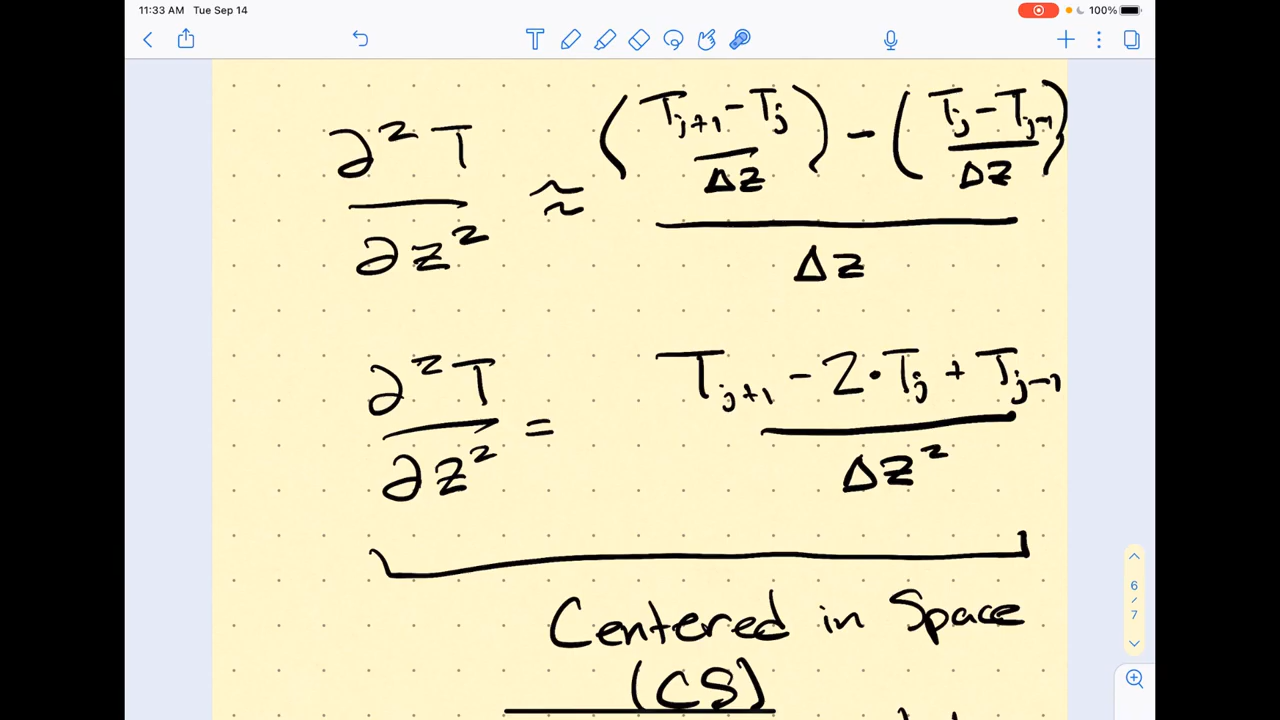 11:33 AM Tue Sep 14 100%
∂²T/∂z² ≈ ((T_{j+1} - T_j)/Δz) - ((T_j - T_{j-1})/Δz) / Δz
∂²T/∂z² = T_{j+1} - 2·T_j + T_{j-1} / Δz²
Centered in Space
(CS)
6
/
7